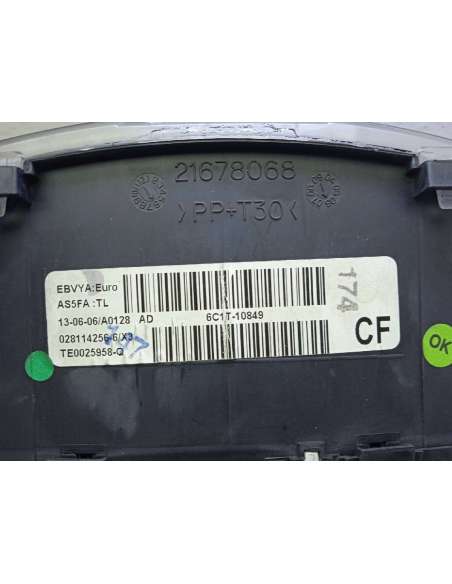 21678068
>PP+T30<
EBVYA:Euro
AS5FA :TL
13-06-06/A0128 AD 6C1T-10849
028114256-6/X3
TE0025958-Q
CF
174
OK